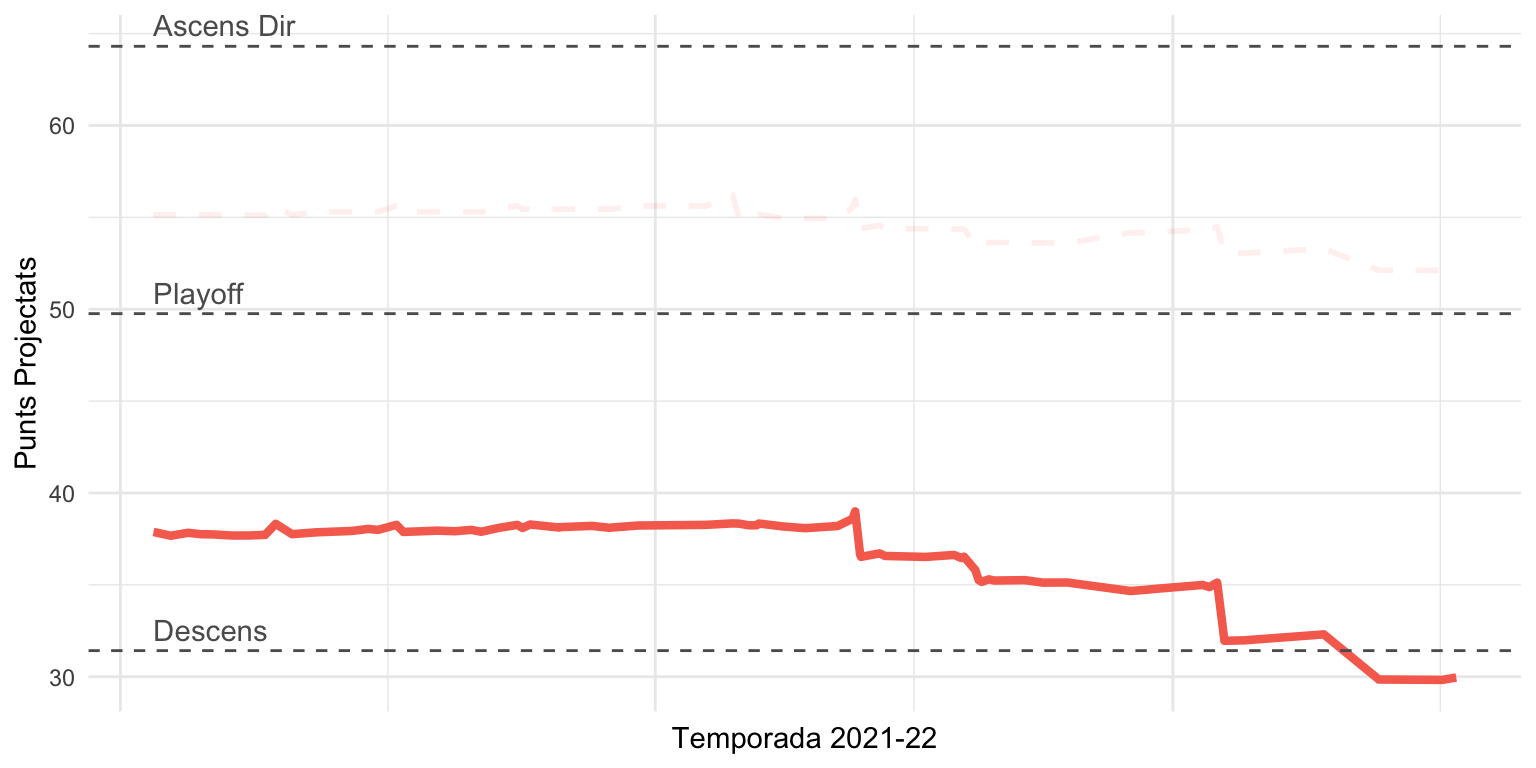 Ascens Dir
60
Playoff
50
Punts Projectats
40
Descens
30
Temporada 2021-22